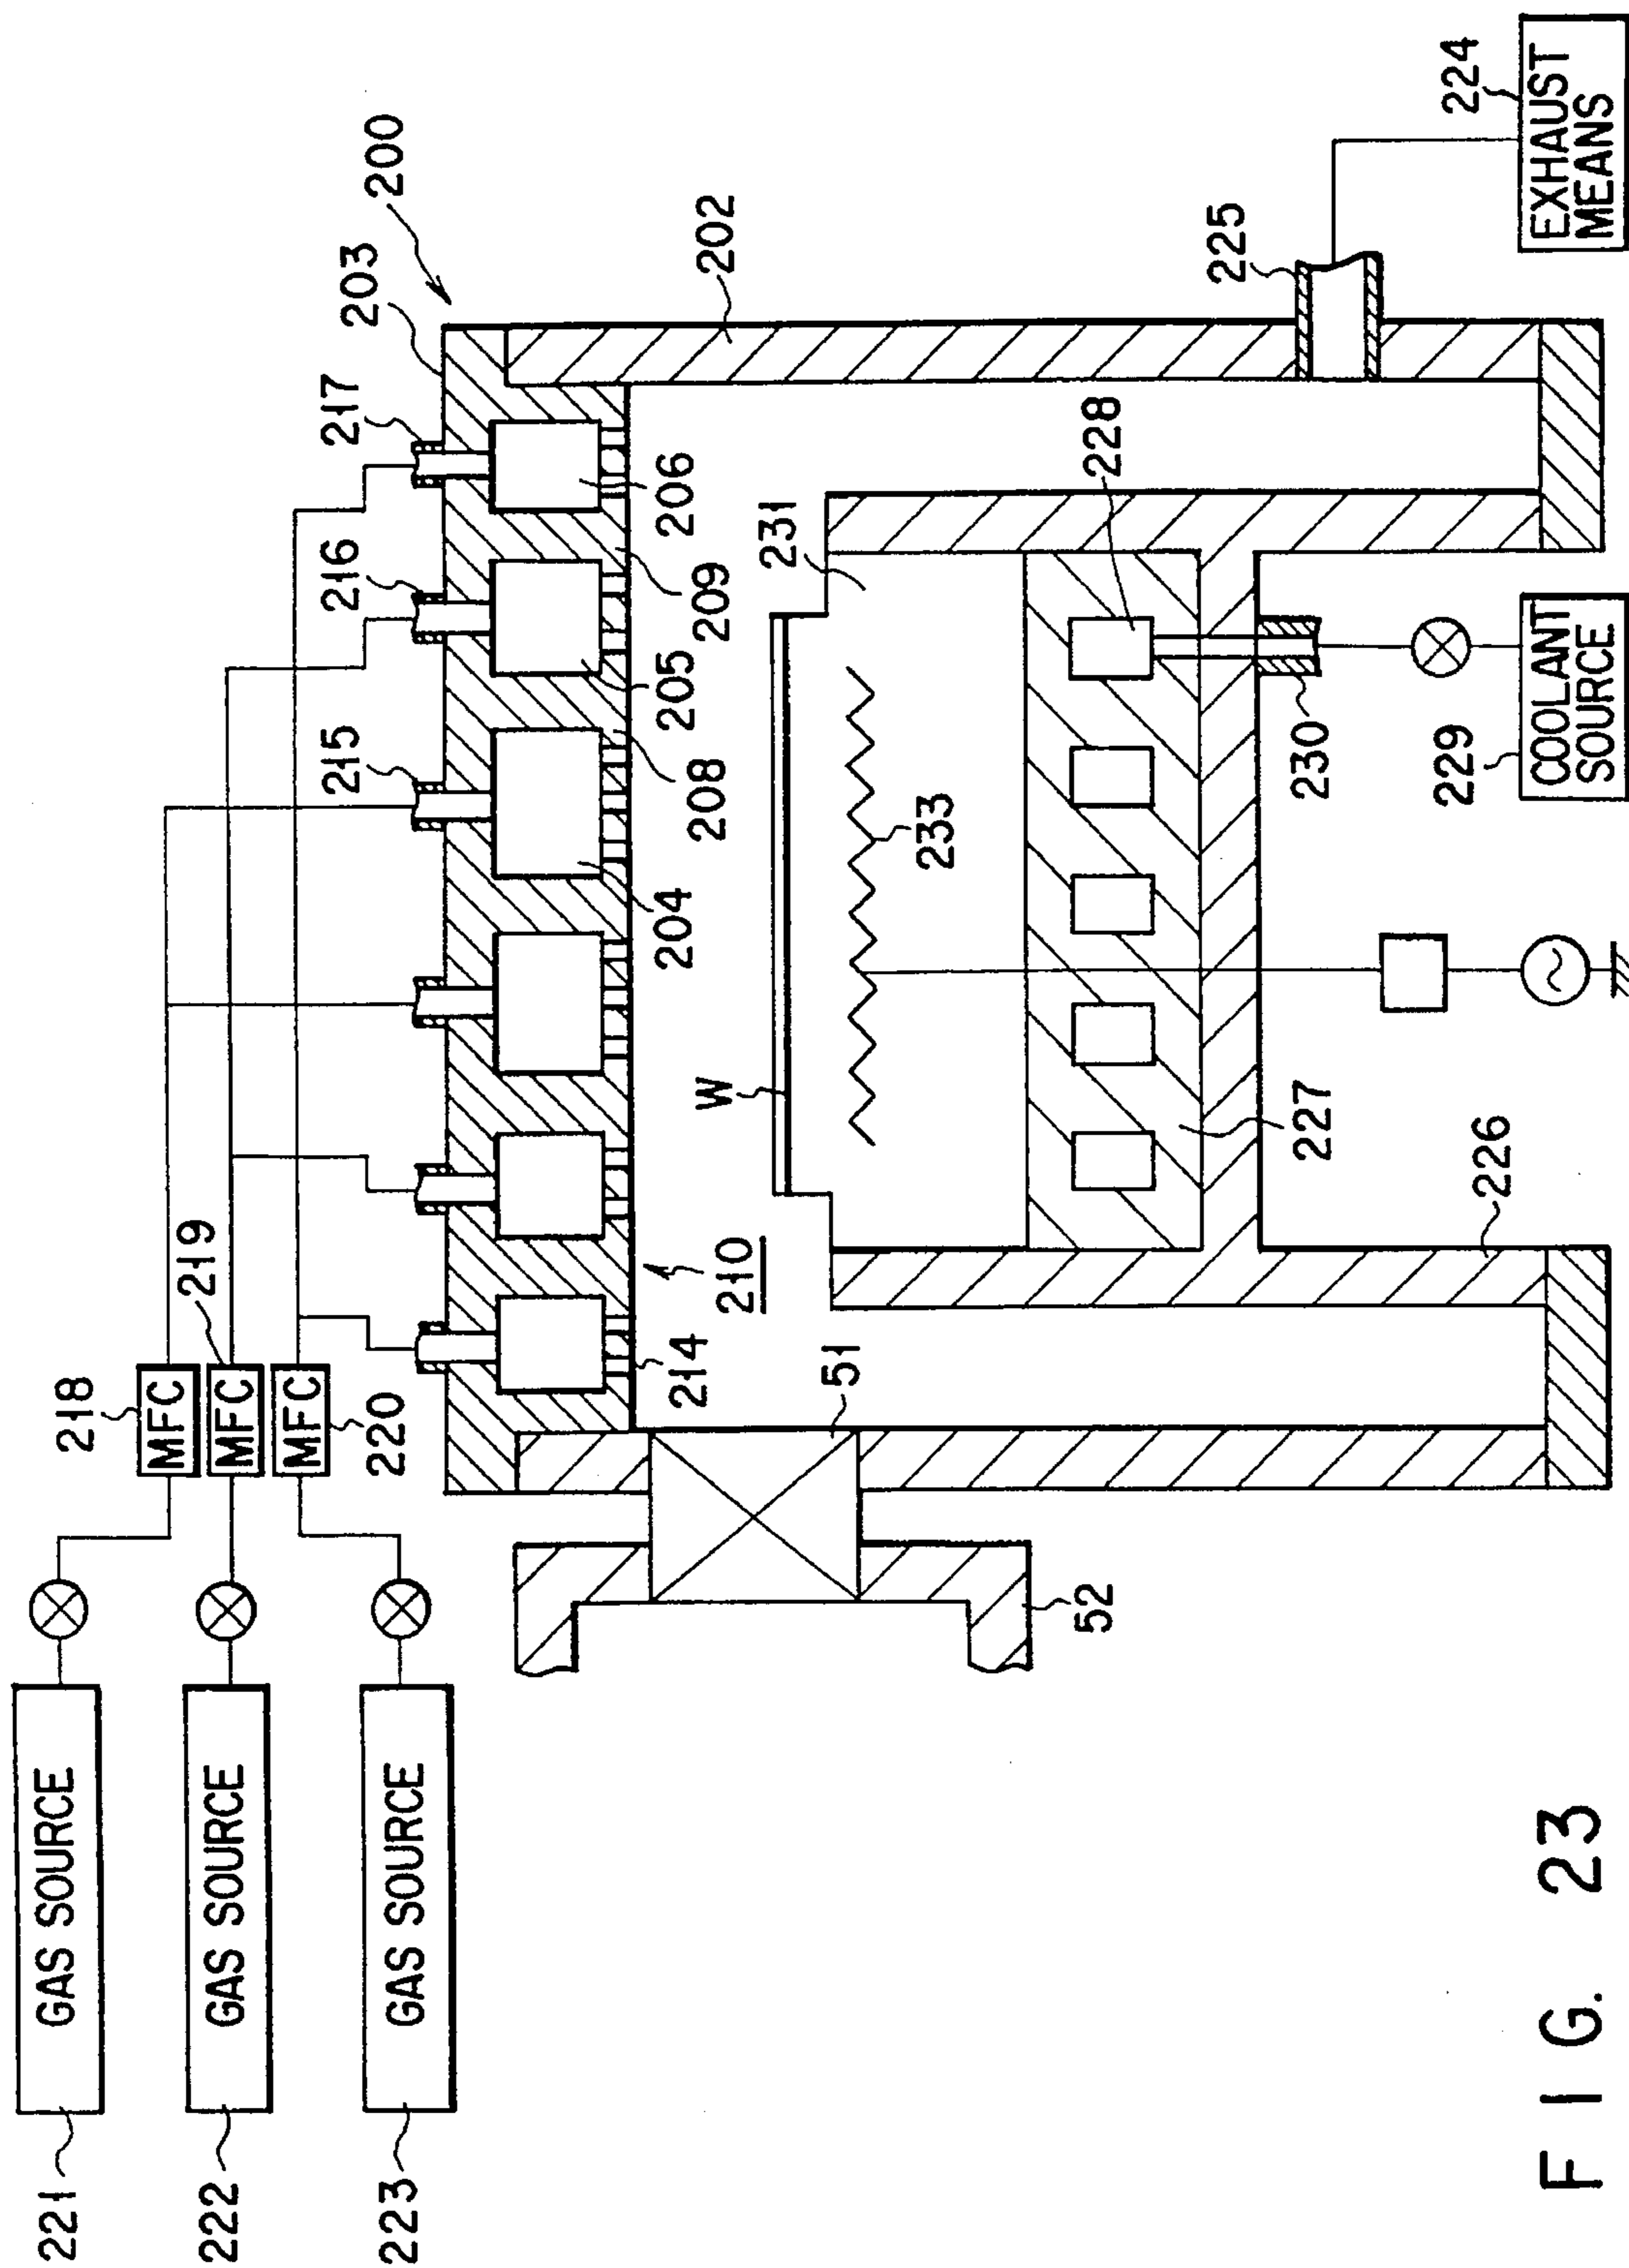 221
GAS SOURCE
222
GAS SOURCE
223
GAS SOURCE
218
MFC
219
MFC
220
MFC
215
216
217
203
200
202
206
209
205
208
204
210
214
W
231
233
228
225
224
EXHAUST
MEANS
51
52
227
226
230
229
COOLANT
SOURCE
FIG. 23